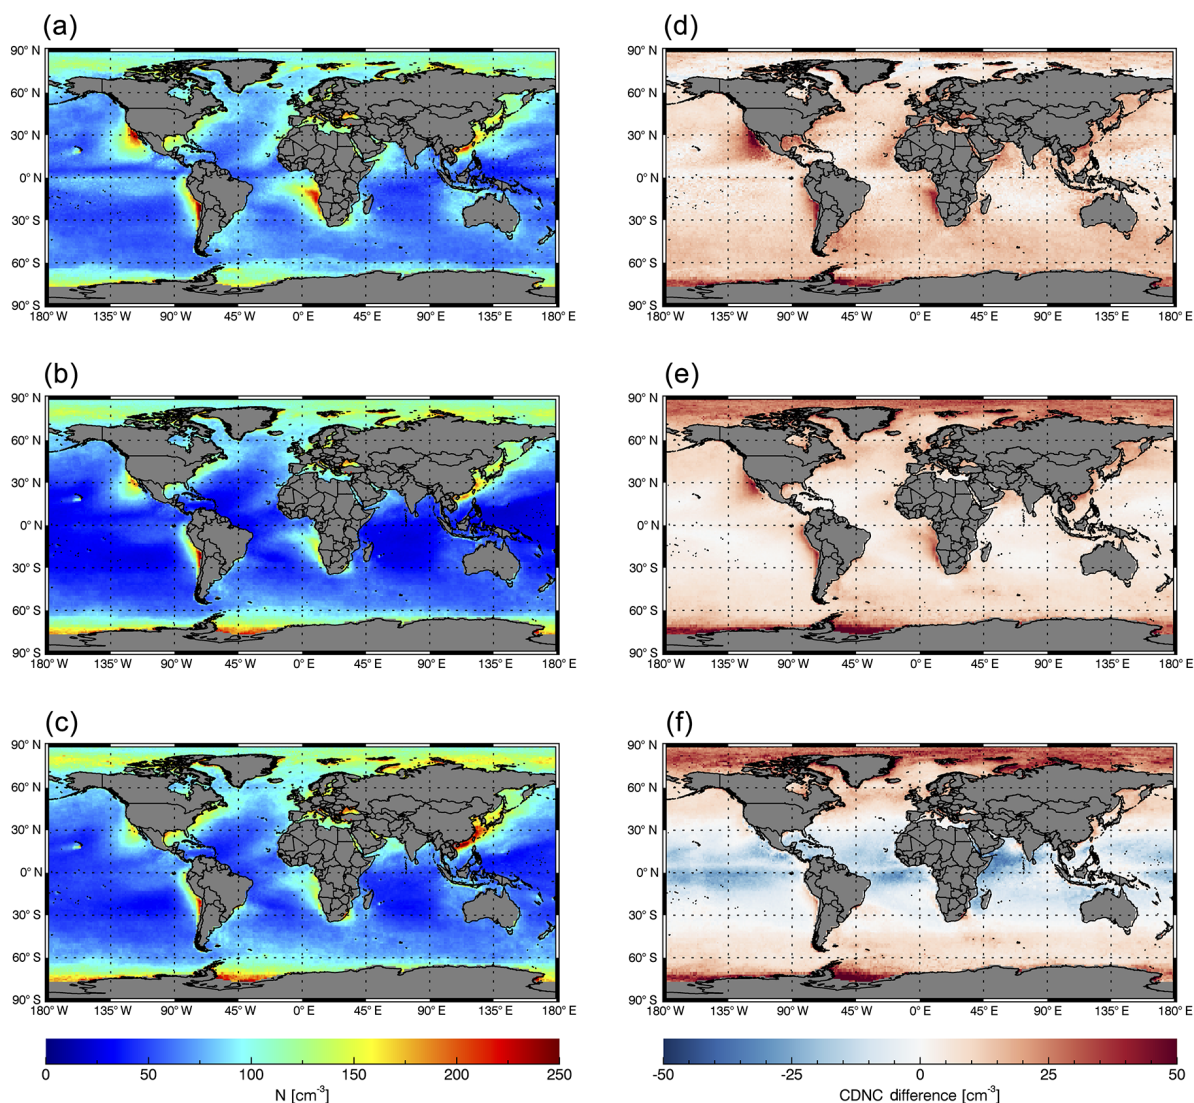 (a)
(d)
90° N
60° N
30° N
0° N
30° S
60° S
90° S
180° W 135° W 90° W 45° W 0° E 45° E 90° E 135° E 180° E
90° N
60° N
30° N
0° N
30° S
60° S
90° S
180° W 135° W 90° W 45° W 0° E 45° E 90° E 135° E 180° E
(b)
(e)
90° N
60° N
30° N
0° N
30° S
60° S
90° S
180° W 135° W 90° W 45° W 0° E 45° E 90° E 135° E 180° E
90° N
60° N
30° N
0° N
30° S
60° S
90° S
180° W 135° W 90° W 45° W 0° E 45° E 90° E 135° E 180° E
(c)
(f)
90° N
60° N
30° N
0° N
30° S
60° S
90° S
180° W 135° W 90° W 45° W 0° E 45° E 90° E 135° E 180° E
90° N
60° N
30° N
0° N
30° S
60° S
90° S
180° W 135° W 90° W 45° W 0° E 45° E 90° E 135° E 180° E
0 50 100 150 200 250
N [cm⁻³]
-50 -25 0 25 50
CDNC difference [cm⁻³]